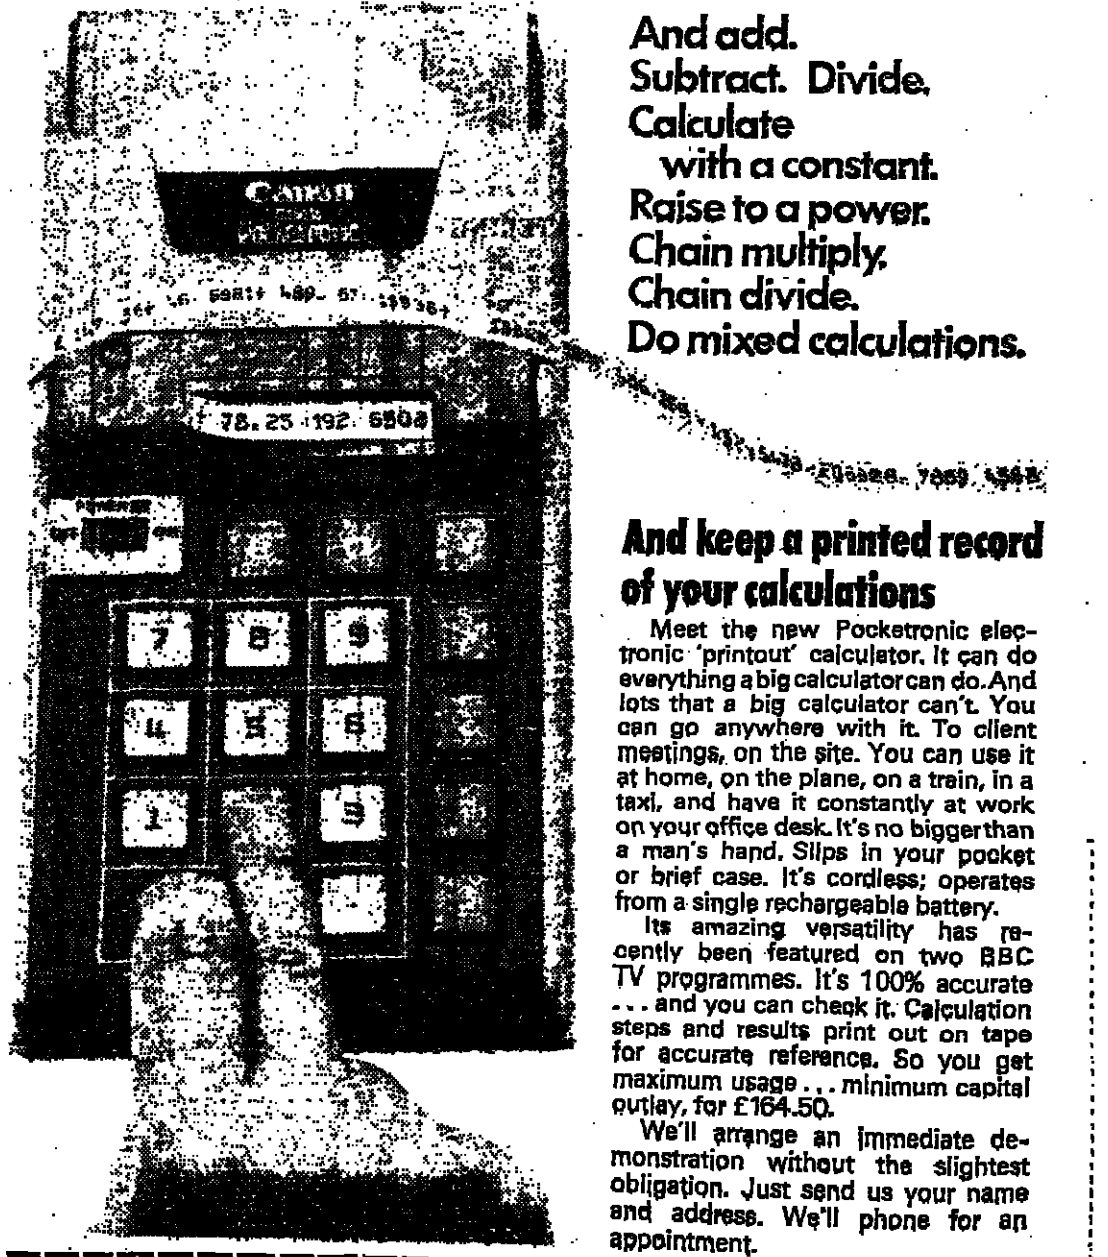 And add.
Subtract. Divide.
Calculate
with a constant.
Raise to a power.
Chain multiply.
Chain divide.
Do mixed calculations.
Canon
78. 25 192. 6508
OFF ON
7 8 9
4 5 6
1 3
And keep a printed record
of your calculations
Meet the new Pocketronic elec-
tronic 'printout' calculator. It can do
everything a big calculator can do. And
lots that a big calculator can't. You
can go anywhere with it. To client
meetings, on the site. You can use it
at home, on the plane, on a train, in a
taxi, and have it constantly at work
on your office desk. It's no bigger than
a man's hand. Slips in your pocket
or brief case. It's cordless; operates
from a single rechargeable battery.
Its amazing versatility has re-
cently been featured on two BBC
TV programmes. It's 100% accurate
... and you can check it. Calculation
steps and results print out on tape
for accurate reference. So you get
maximum usage ... minimum capital
outlay, for £164.50.
We'll arrange an immediate de-
monstration without the slightest
obligation. Just send us your name
and address. We'll phone for an
appointment.